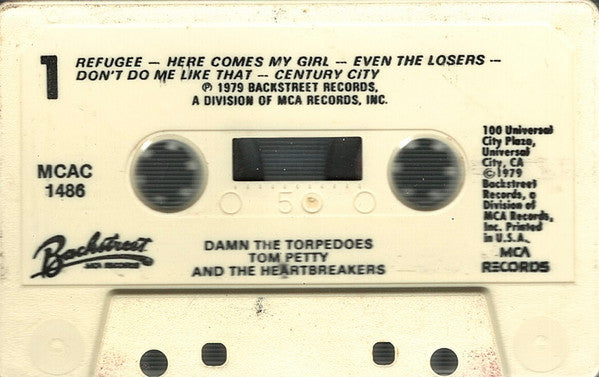 1
REFUGEE — HERE COMES MY GIRL — EVEN THE LOSERS —
DON'T DO ME LIKE THAT — CENTURY CITY
℗ 1979 BACKSTREET RECORDS,
A DIVISION OF MCA RECORDS, INC.
MCAC
1486
50
100 Universal
City Plaza,
Universal
City, CA
©1979
Backstreet
Records, a
Division of
MCA Records,
Inc. Printed
in U.S.A.
MCA
RECORDS
Backstreet
MCA RECORDS
DAMN THE TORPEDOES
TOM PETTY
AND THE HEARTBREAKERS